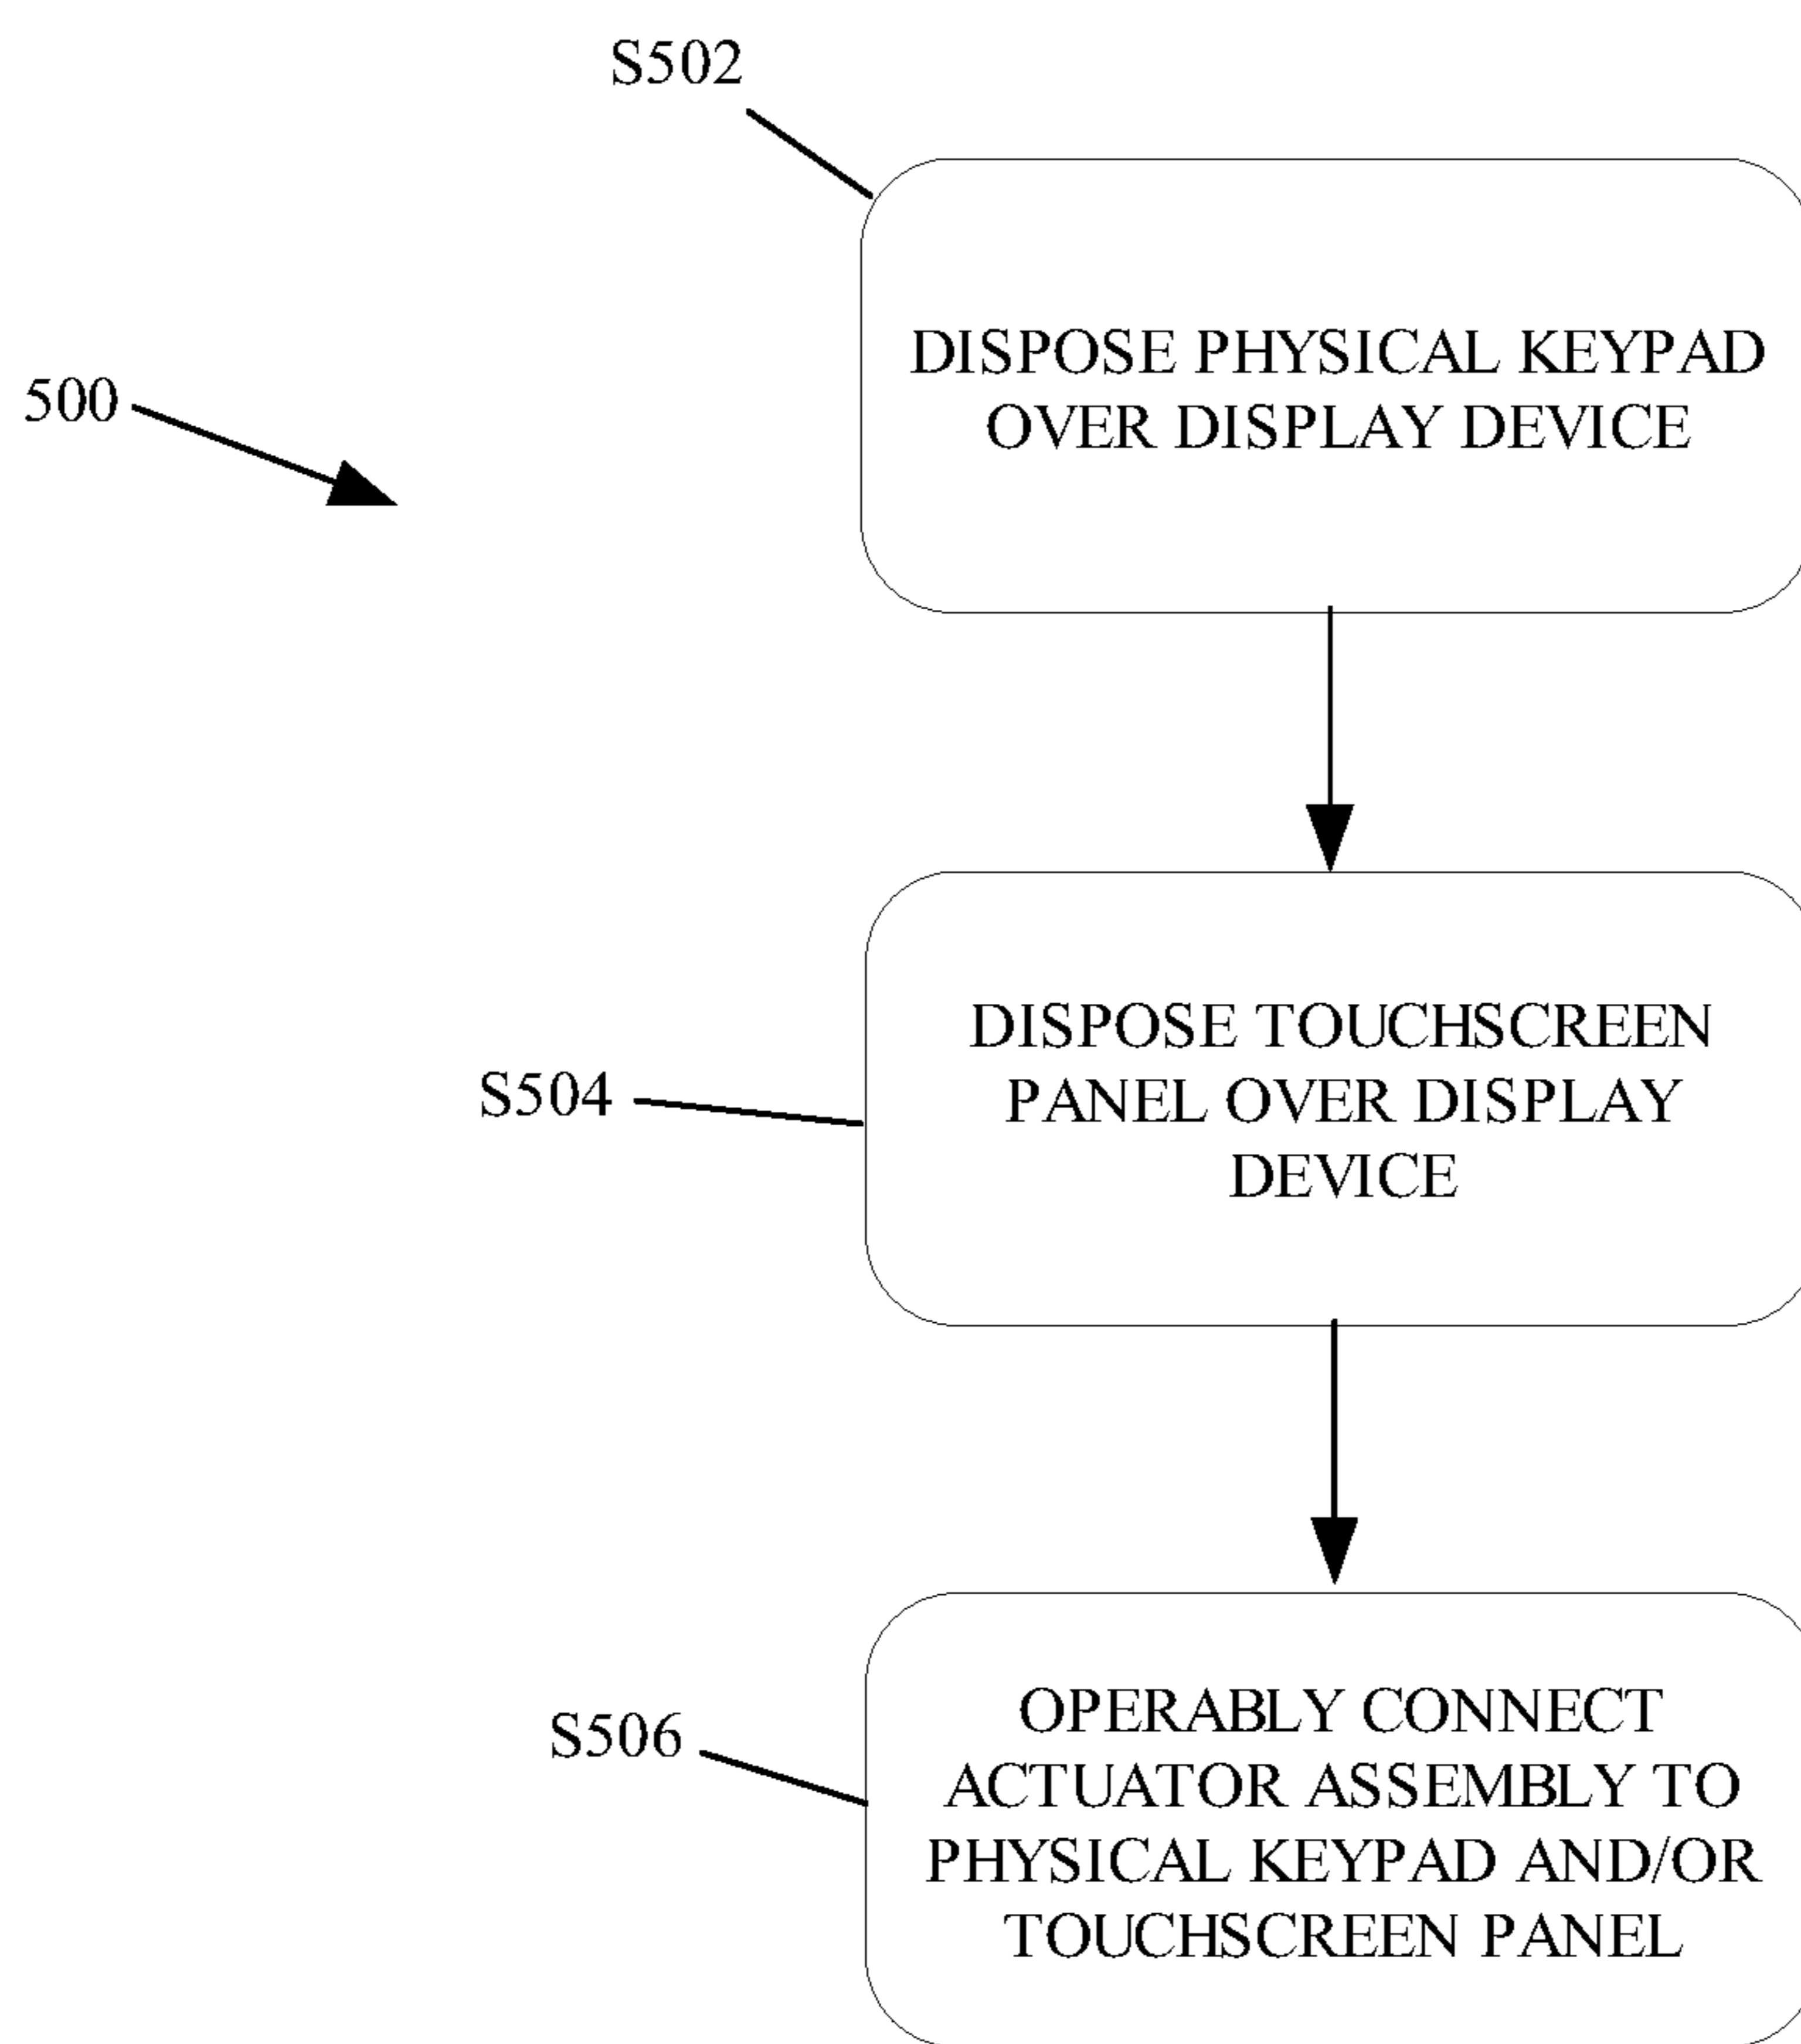 S502
DISPOSE PHYSICAL KEYPAD
OVER DISPLAY DEVICE
500
DISPOSE TOUCHSCREEN
PANEL OVER DISPLAY
DEVICE
S504
OPERABLY CONNECT
ACTUATOR ASSEMBLY TO
PHYSICAL KEYPAD AND/OR
TOUCHSCREEN PANEL
S506